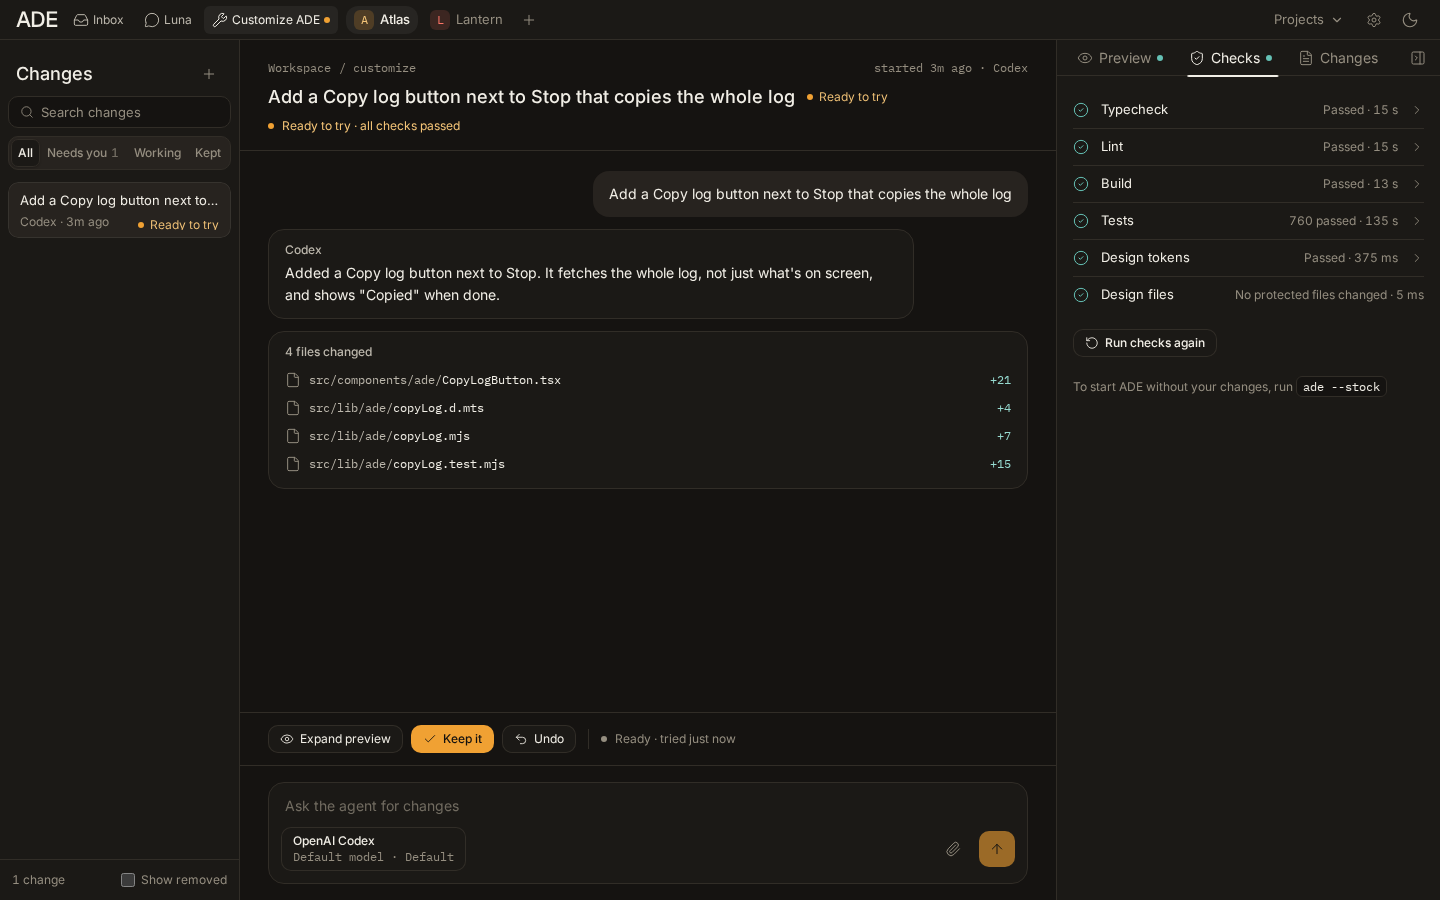 ADE
Inbox
Luna
Customize ADE
A Atlas
L Lantern
Projects
Changes
Search changes
All
Needs you 1
Working
Kept
Add a Copy log button next to...
Codex · 3m ago
Ready to try
1 change
Show removed
Workspace / customize
started 3m ago · Codex
Add a Copy log button next to Stop that copies the whole log
Ready to try
Ready to try · all checks passed
Add a Copy log button next to Stop that copies the whole log
Codex
Added a Copy log button next to Stop. It fetches the whole log, not just what's on screen,
and shows "Copied" when done.
4 files changed
src/components/ade/CopyLogButton.tsx +21
src/lib/ade/copyLog.d.mts +4
src/lib/ade/copyLog.mjs +7
src/lib/ade/copyLog.test.mjs +15
Expand preview
Keep it
Undo
Ready · tried just now
Ask the agent for changes
OpenAI Codex
Default model · Default
Preview
Checks
Changes
Typecheck Passed · 15 s
Lint Passed · 15 s
Build Passed · 13 s
Tests 760 passed · 135 s
Design tokens Passed · 375 ms
Design files No protected files changed · 5 ms
Run checks again
To start ADE without your changes, run ade --stock